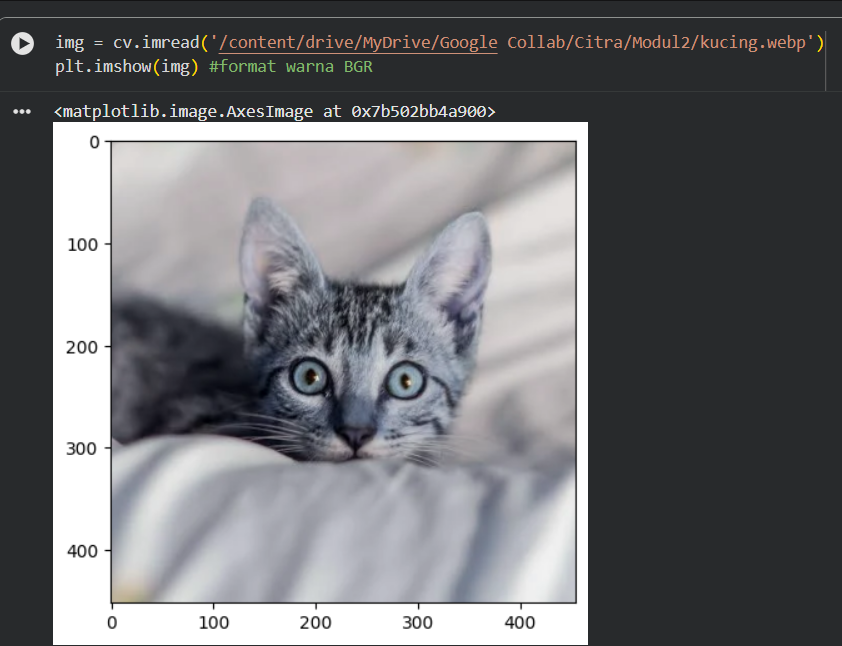 img = cv.imread('/content/drive/MyDrive/Google Collab/Citra/Modul2/kucing.webp')
plt.imshow(img) #format warna BGR
<matplotlib.image.AxesImage at 0x7b502bb4a900>
0
100
200
300
400
0 100 200 300 400